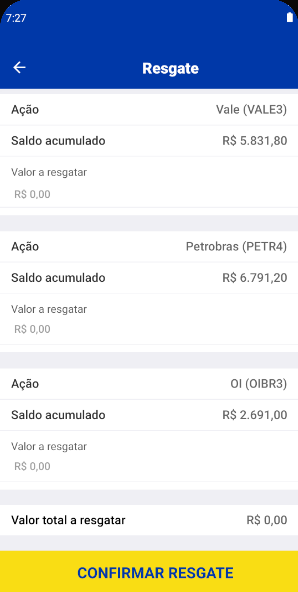 7:27
Resgate
Ação Vale (VALE3)
Saldo acumulado R$ 5.831,80
Valor a resgatar
R$ 0,00
Ação Petrobras (PETR4)
Saldo acumulado R$ 6.791,20
Valor a resgatar
R$ 0,00
Ação OI (OIBR3)
Saldo acumulado R$ 2.691,00
Valor a resgatar
R$ 0,00
Valor total a resgatar R$ 0,00
CONFIRMAR RESGATE